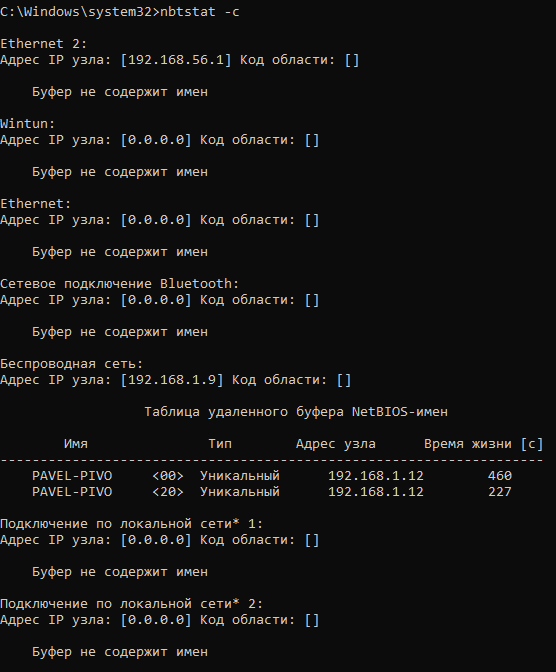 C:\Windows\system32>nbtstat -c
Ethernet 2:
Адрес IP узла: [192.168.56.1] Код области: []
Буфер не содержит имен
Wintun:
Адрес IP узла: [0.0.0.0] Код области: []
Буфер не содержит имен
Ethernet:
Адрес IP узла: [0.0.0.0] Код области: []
Буфер не содержит имен
Сетевое подключение Bluetooth:
Адрес IP узла: [0.0.0.0] Код области: []
Буфер не содержит имен
Беспроводная сеть:
Адрес IP узла: [192.168.1.9] Код области: []
Таблица удаленного буфера NetBIOS-имен
Имя Тип Адрес узла Время жизни [с]
--------------------------------------------------------------------
PAVEL-PIVO <00> Уникальный 192.168.1.12 460
PAVEL-PIVO <20> Уникальный 192.168.1.12 227
Подключение по локальной сети* 1:
Адрес IP узла: [0.0.0.0] Код области: []
Буфер не содержит имен
Подключение по локальной сети* 2:
Адрес IP узла: [0.0.0.0] Код области: []
Буфер не содержит имен